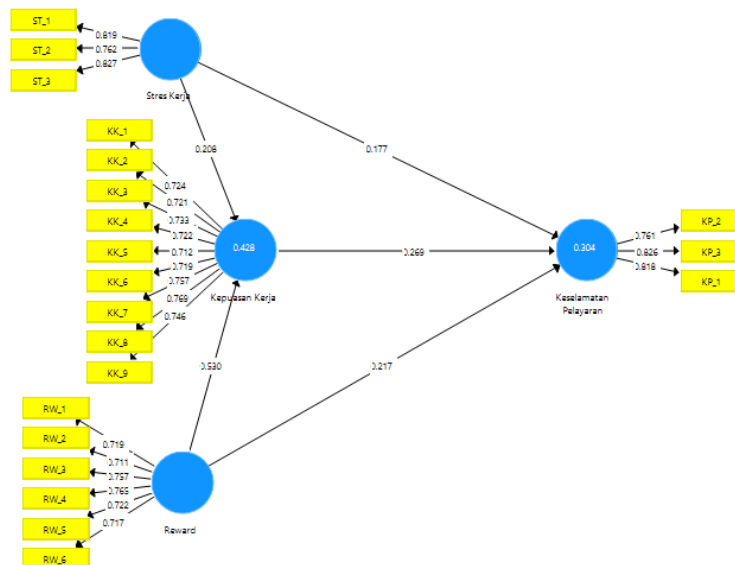 ST_1
ST_2
ST_3
0.819
0.762
0.827
Stres Kerja
0.208
0.177
KK_1
KK_2
KK_3
KK_4
KK_5
KK_6
KK_7
KK_8
KK_9
0.724
0.721
0.733
0.722
0.712
0.719
0.757
0.769
0.746
0.428
Kepuasan Kerja
0.269
0.304
Keselamatan
Pelayaran
0.761
0.826
0.818
KP_2
KP_3
KP_1
0.530
0.217
RW_1
RW_2
RW_3
RW_4
RW_5
RW_6
0.719
0.711
0.757
0.765
0.722
0.717
Reward